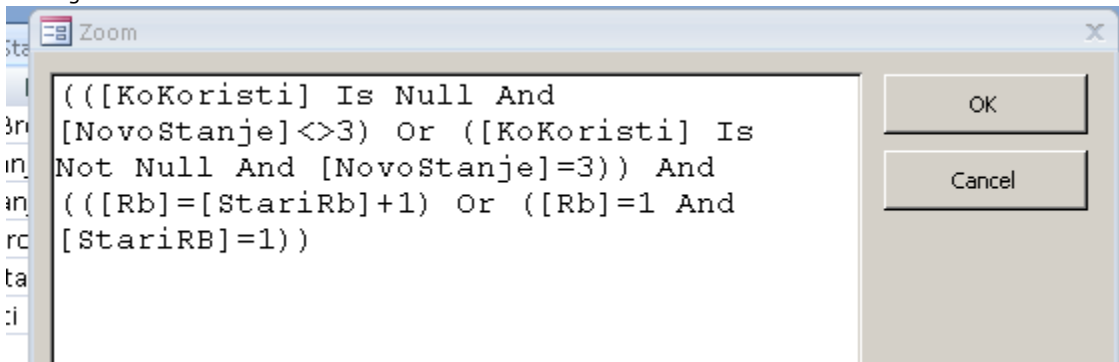 Zoom
(([KoKoristi] Is Null And
[NovoStanje]<>3) Or ([KoKoristi] Is
Not Null And [NovoStanje]=3)) And
(([Rb]=[StariRb]+1) Or ([Rb]=1 And
[StariRB]=1))
OK
Cancel